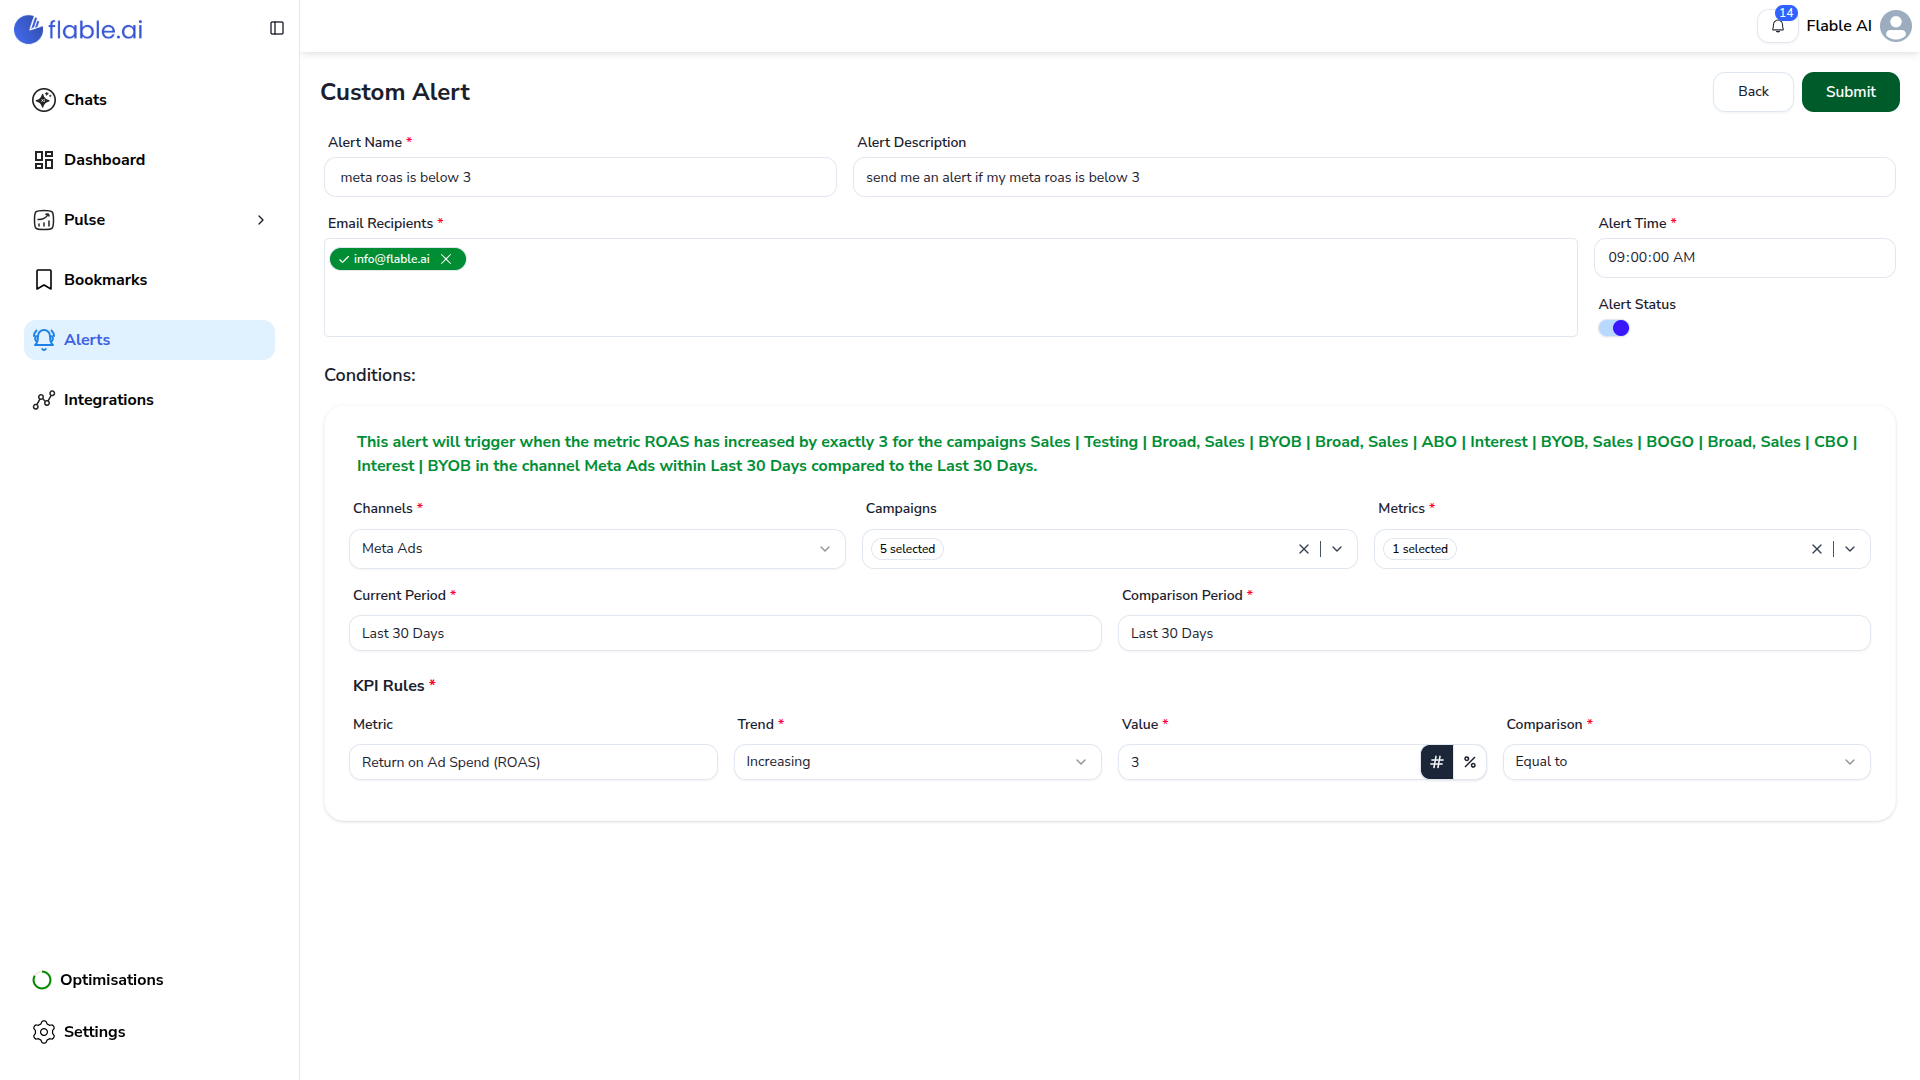 flable.ai
14
Flable AI
Chats
Dashboard
Pulse
Bookmarks
Alerts
Integrations
Optimisations
Settings
Custom Alert
Back
Submit
Alert Name *
Alert Description
meta roas is below 3
send me an alert if my meta roas is below 3
Email Recipients *
Alert Time *
info@flable.ai
09:00:00 AM
Alert Status
Conditions:
This alert will trigger when the metric ROAS has increased by exactly 3 for the campaigns Sales | Testing | Broad, Sales | BYOB | Broad, Sales | ABO | Interest | BYOB, Sales | BOGO | Broad, Sales | CBO |
Interest | BYOB in the channel Meta Ads within Last 30 Days compared to the Last 30 Days.
Channels *
Campaigns
Metrics *
Meta Ads
5 selected
1 selected
Current Period *
Comparison Period *
Last 30 Days
Last 30 Days
KPI Rules *
Metric
Trend *
Value *
Comparison *
Return on Ad Spend (ROAS)
Increasing
3
#
%
Equal to